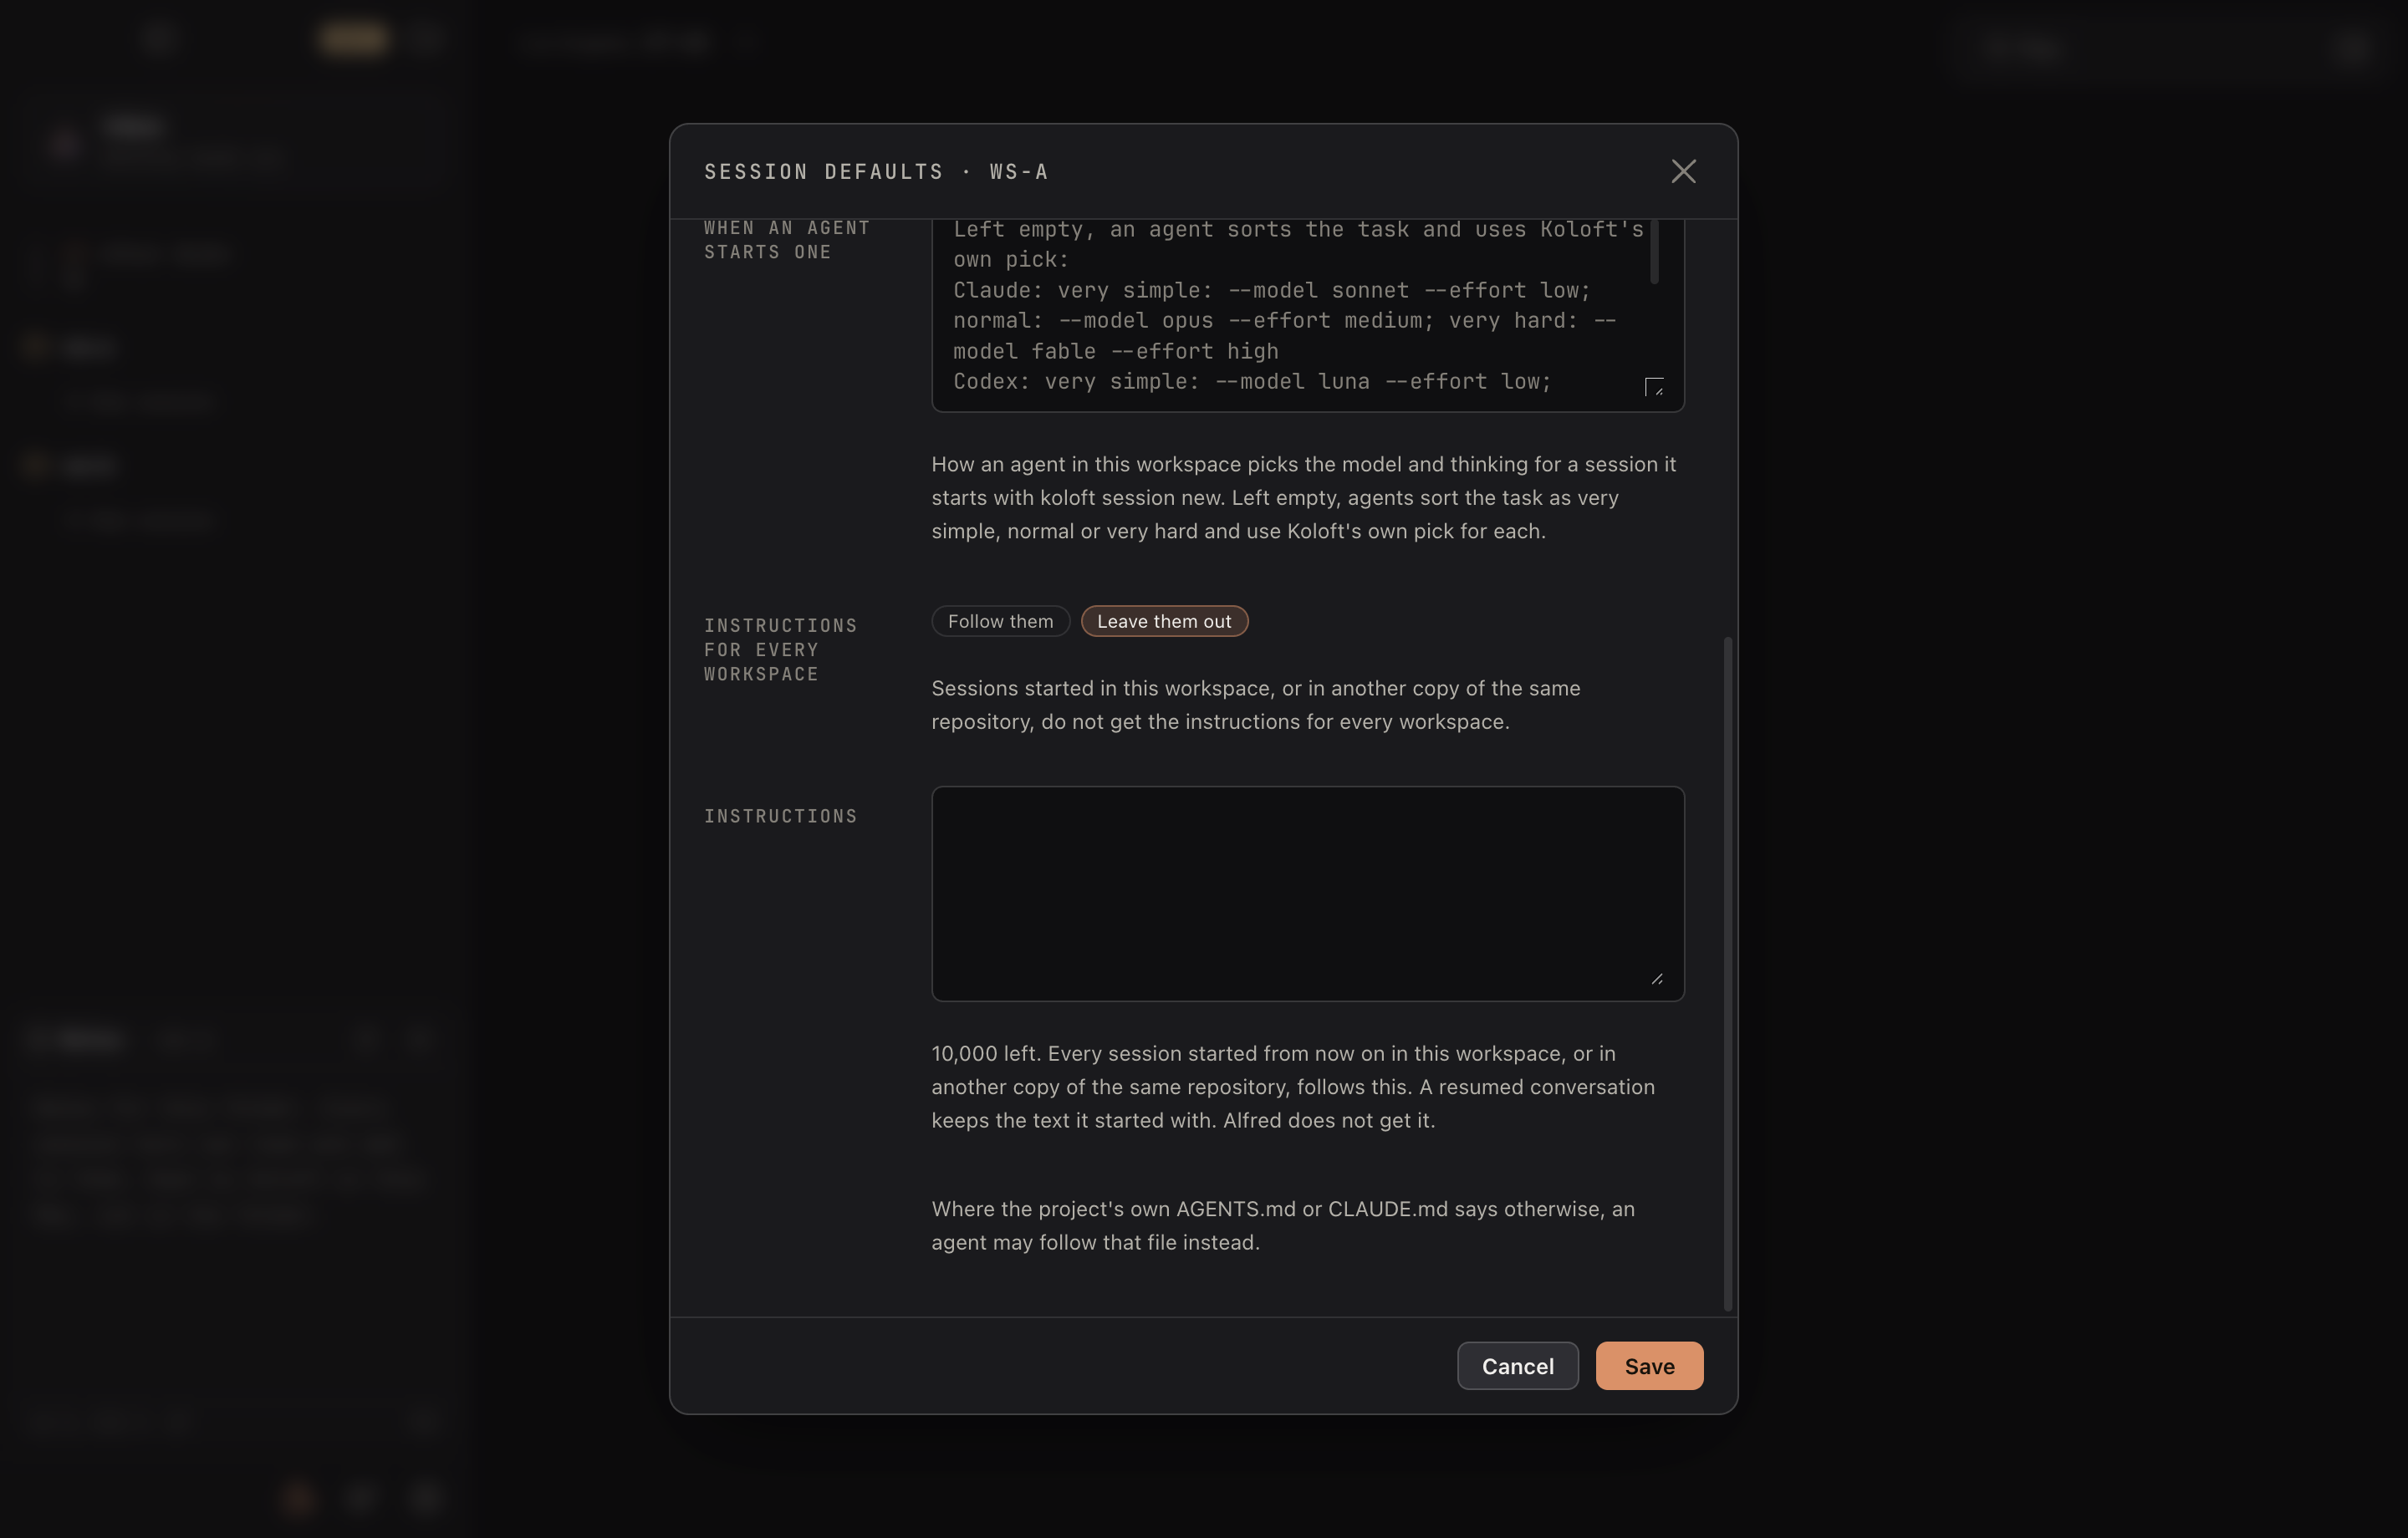 SESSION DEFAULTS · WS-A
WHEN AN AGENT
STARTS ONE
Left empty, an agent sorts the task and uses Koloft's
own pick:
Claude: very simple: --model sonnet --effort low;
normal: --model opus --effort medium; very hard: --
model fable --effort high
Codex: very simple: --model luna --effort low;
How an agent in this workspace picks the model and thinking for a session it
starts with koloft session new. Left empty, agents sort the task as very
simple, normal or very hard and use Koloft's own pick for each.
INSTRUCTIONS
FOR EVERY
WORKSPACE
Follow them
Leave them out
Sessions started in this workspace, or in another copy of the same
repository, do not get the instructions for every workspace.
INSTRUCTIONS
10,000 left. Every session started from now on in this workspace, or in
another copy of the same repository, follows this. A resumed conversation
keeps the text it started with. Alfred does not get it.
Where the project's own AGENTS.md or CLAUDE.md says otherwise, an
agent may follow that file instead.
Cancel
Save